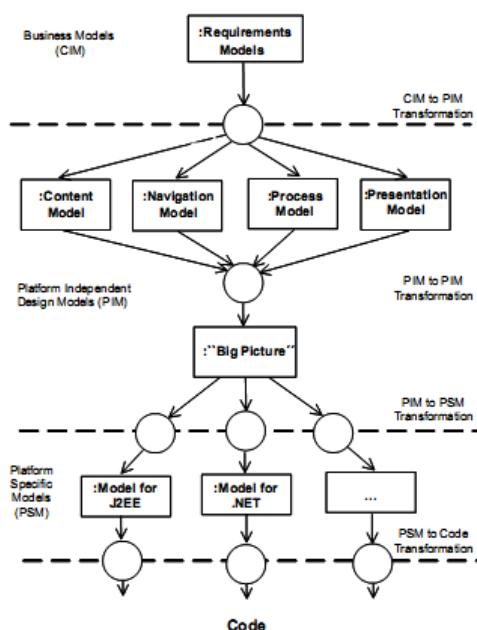 Business Models
(CIM)
:Requirements
Models
CIM to PIM
Transformation
:Content
Model
:Navigation
Model
:Process
Model
:Presentation
Model
Platform Independent
Design Models (PIM)
PIM to PIM
Transformation
:``Big Picture´´
PIM to PSM
Transformation
Platform
Specific
Models
(PSM)
:Model for
J2EE
:Model for
.NET
...
PSM to Code
Transformation
Code